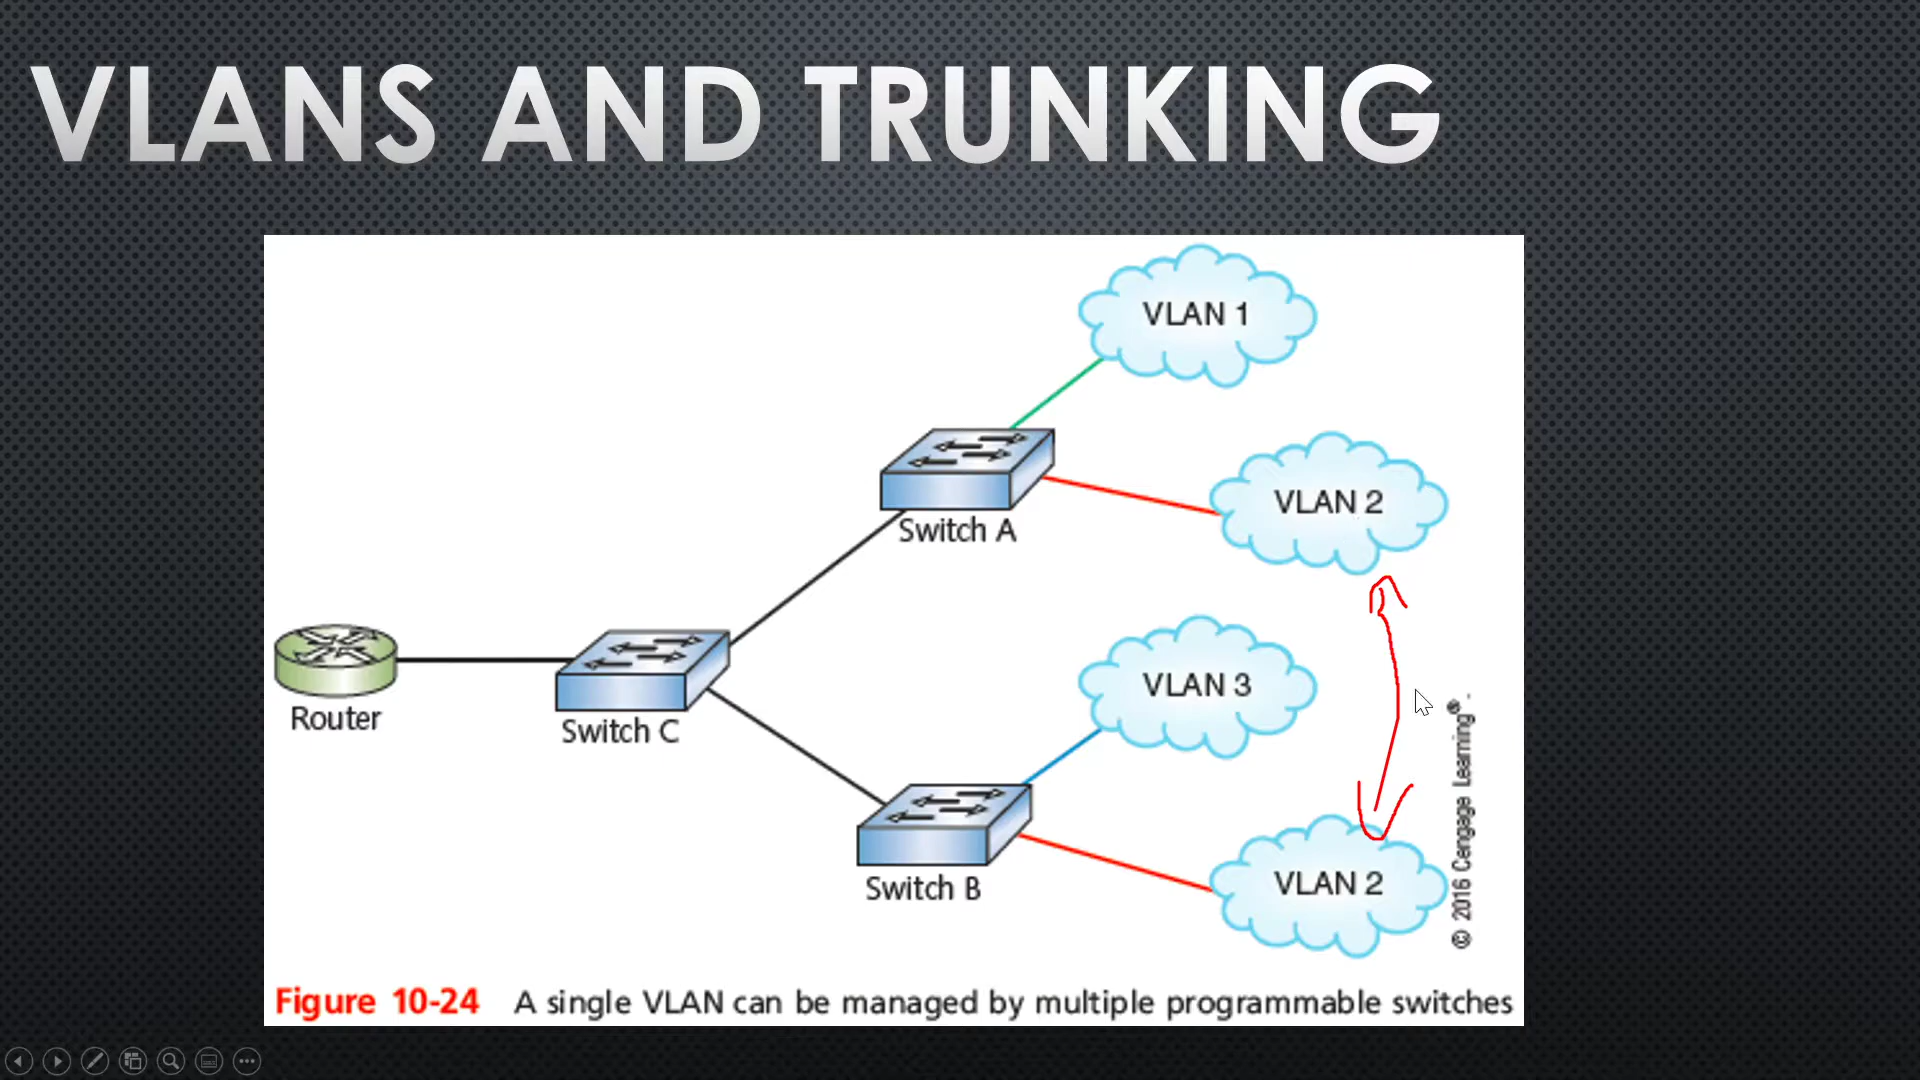 VLANS AND TRUNKING
VLAN 1
Switch A
VLAN 2
Router
Switch C
VLAN 3
Switch B
VLAN 2
© 2016 Cengage Learning®.
Figure 10-24 A single VLAN can be managed by multiple programmable switches